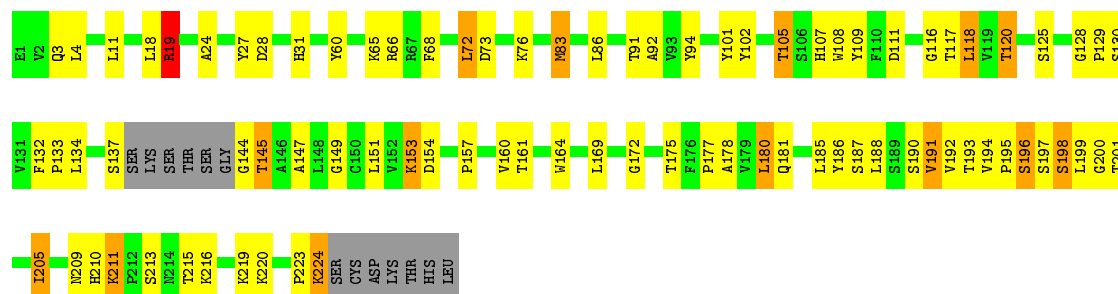 E1 V2 Q3 L4 L11 L18 R19 A24 Y27 D28 H31 Y60 K65 R66 R67 F68 L72 D73 K76 M83 L86 T91 A92 V93 Y94 Y101 Y102 T105 S106 H107 W108 Y109 F110 D111 G116 T117 L118 V119 T120 S125 G128 P129 S130
V131 F132 P133 L134 S137 SER LYS SER THR SER GLY G144 T145 A146 A147 L148 G149 C150 L151 V152 K153 D154 P157 V160 T161 W164 L169 G172 T175 F176 P177 A178 V179 L180 Q181 L185 Y186 S187 L188 S189 S190 V191 V192 T193 V194 P195 S196 S197 S198 L199 G200 T201
I205 N209 H210 K211 P212 S213 N214 T215 K216 K219 K220 P223 K224 SER CYS ASP LYS THR HIS LEU